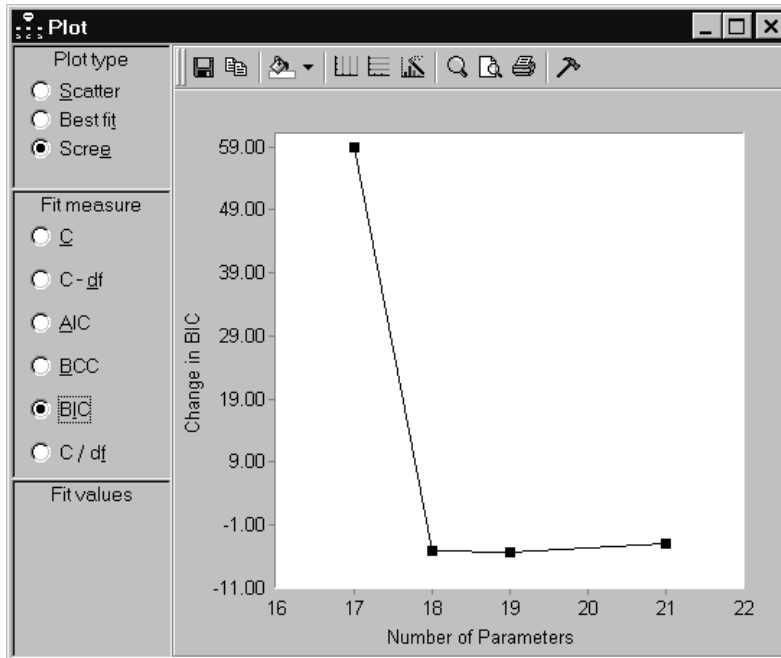 Plot
Plot type
Scatter
Best fit
Scree
Fit measure
C
C - df
AIC
BCC
BIC
C / df
Fit values
59.00
49.00
39.00
29.00
19.00
9.00
-1.00
-11.00
Change in BIC
16 17 18 19 20 21 22
Number of Parameters